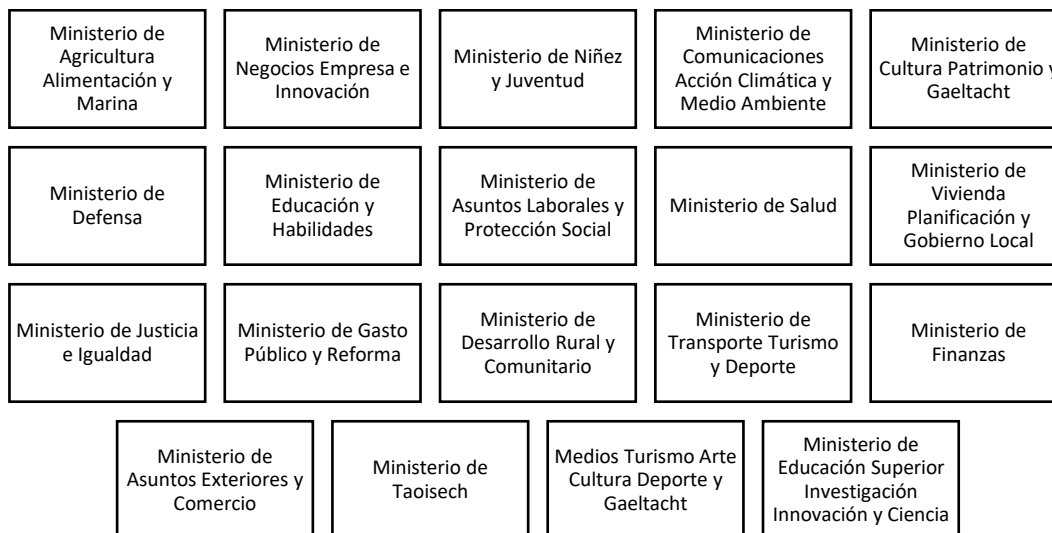 Ministerio de
Agricultura
Alimentación y
Marina
Ministerio de
Negocios Empresa e
Innovación
Ministerio de Niñez
y Juventud
Ministerio de
Comunicaciones
Acción Climática y
Medio Ambiente
Ministerio de
Cultura Patrimonio y
Gaeltacht
Ministerio de
Defensa
Ministerio de
Educación y
Habilidades
Ministerio de
Asuntos Laborales y
Protección Social
Ministerio de Salud
Ministerio de
Vivienda
Planificación y
Gobierno Local
Ministerio de Justicia
e Igualdad
Ministerio de Gasto
Público y Reforma
Ministerio de
Desarrollo Rural y
Comunitario
Ministerio de
Transporte Turismo
y Deporte
Ministerio de
Finanzas
Ministerio de
Asuntos Exteriores y
Comercio
Ministerio de
Taoisech
Medios Turismo Arte
Cultura Deporte y
Gaeltacht
Ministerio de
Educación Superior
Investigación
Innovación y Ciencia